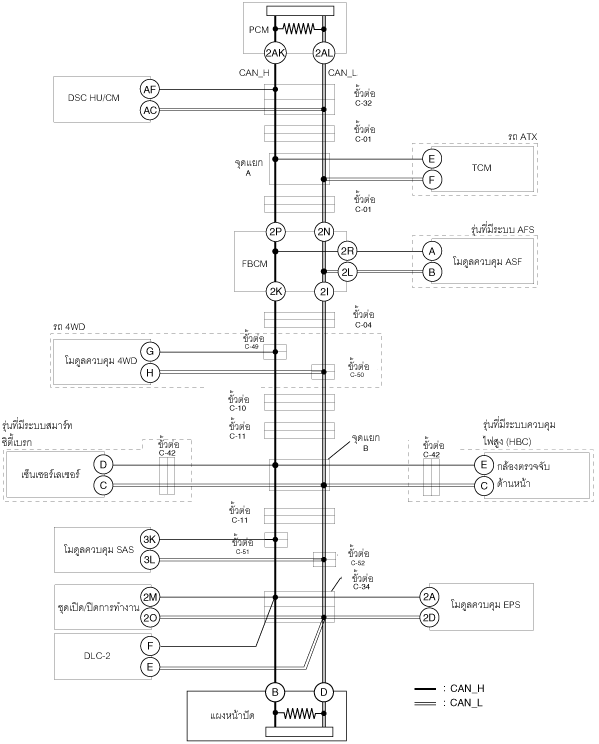 PCM
2AK
2AL
CAN_H
CAN_L
DSC HU/CM
AF
AC
ขั้วต่อ
C-32
ขั้วต่อ
C-01
จุดแยก
A
รถ ATX
E
F
TCM
ขั้วต่อ
C-01
2P
2N
รุ่นที่มีระบบ AFS
FBCM
2R
2L
A
B
โมดูลควบคุม ASF
2K
2I
ขั้วต่อ
C-04
รถ 4WD
ขั้วต่อ
C-49
โมดูลควบคุม 4WD
G
H
ขั้วต่อ
C-50
ขั้วต่อ
C-10
ขั้วต่อ
C-11
รุ่นที่มีระบบสมาร์ท
ซิตี้เบรก
ขั้วต่อ
C-42
จุดแยก
B
รุ่นที่มีระบบควบคุม
ไฟสูง (HBC)
ขั้วต่อ
C-42
เซ็นเซอร์เลเซอร์
D
C
E
C
กล้องตรวจจับ
ด้านหน้า
ขั้วต่อ
C-11
โมดูลควบคุม SAS
3K
3L
ขั้วต่อ
C-51
ขั้วต่อ
C-52
ขั้วต่อ
C-34
ชุดเปิด/ปิดการทำงาน
2M
2O
2A
2D
โมดูลควบคุม EPS
DLC-2
F
E
B
D
แผงหน้าปัด
: CAN_H
: CAN_L